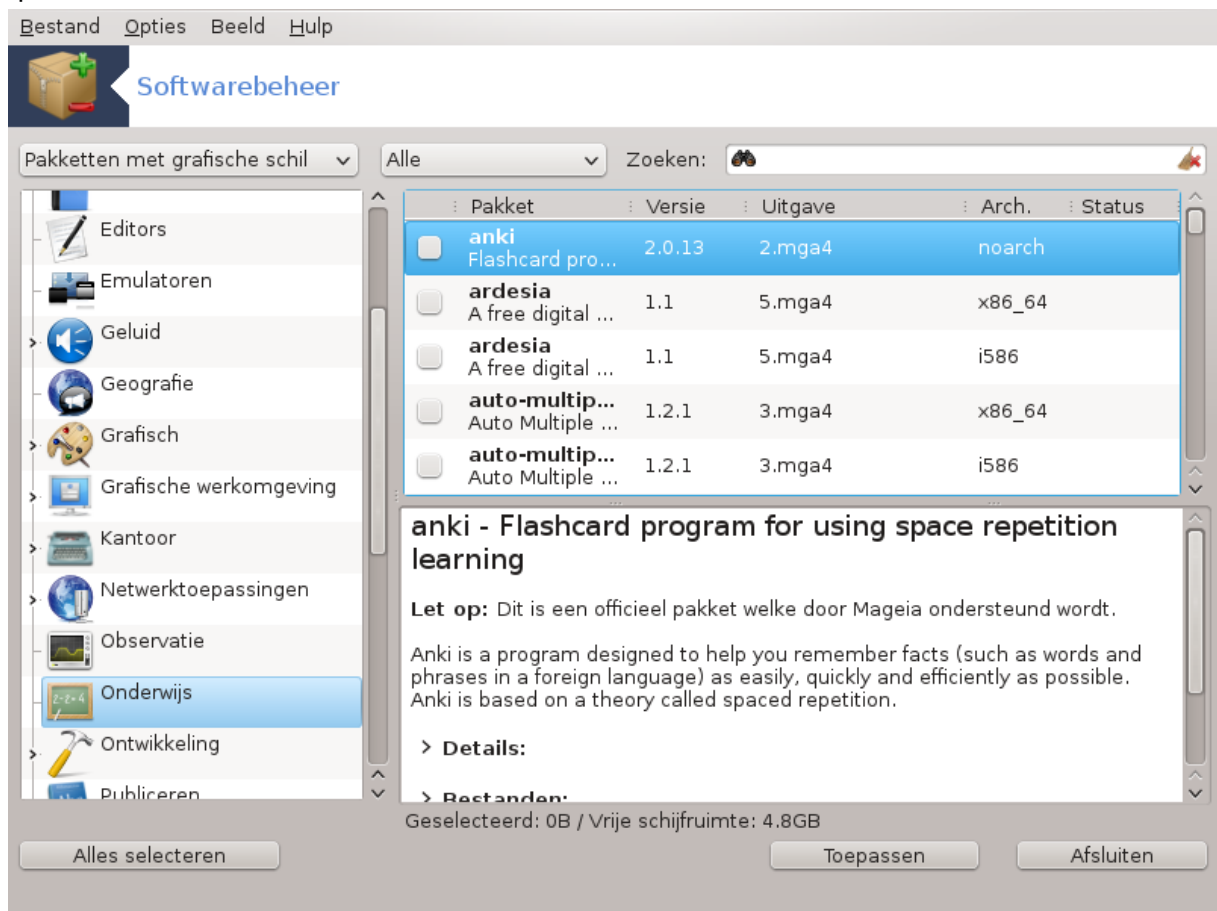 Bestand Opties Beeld Hulp
Softwarebeheer
Pakketten met grafische schil Alle Zoeken:
Editors
Emulatoren
Geluid
Geografie
Grafisch
Grafische werkomgeving
Kantoor
Netwerktoepassingen
Observatie
Onderwijs
Ontwikkeling
Publiceren
Pakket Versie Uitgave Arch. Status
anki
Flashcard pro... 2.0.13 2.mga4 noarch
ardesia
A free digital ... 1.1 5.mga4 x86_64
ardesia
A free digital ... 1.1 5.mga4 i586
auto-multip...
Auto Multiple ... 1.2.1 3.mga4 x86_64
auto-multip...
Auto Multiple ... 1.2.1 3.mga4 i586
anki - Flashcard program for using space repetition
learning
Let op: Dit is een officieel pakket welke door Mageia ondersteund wordt.
Anki is a program designed to help you remember facts (such as words and
phrases in a foreign language) as easily, quickly and efficiently as possible.
Anki is based on a theory called spaced repetition.
Details:
Bestanden:
Geselecteerd: 0B / Vrije schijfruimte: 4.8GB
Alles selecteren Toepassen Afsluiten